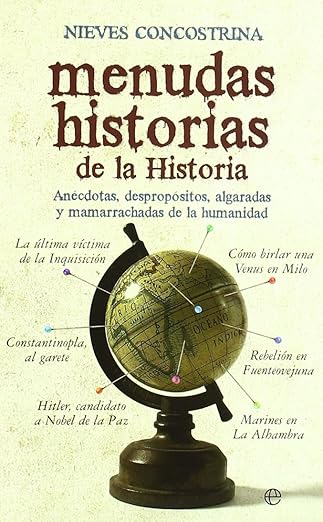 NIEVES CONCOSTRINA
menudas
historias
de la Historia
Anécdotas, despropósitos, algaradas
y mamarrachadas de la humanidad
La última víctima
de la Inquisición
Cómo birlar una
Venus en Milo
Constantinopla,
al garete
Rebelión en
Fuenteovejuna
Hitler, candidato
a Nobel de la Paz
Marines en
La Alhambra
OCEANO
INDICO
e